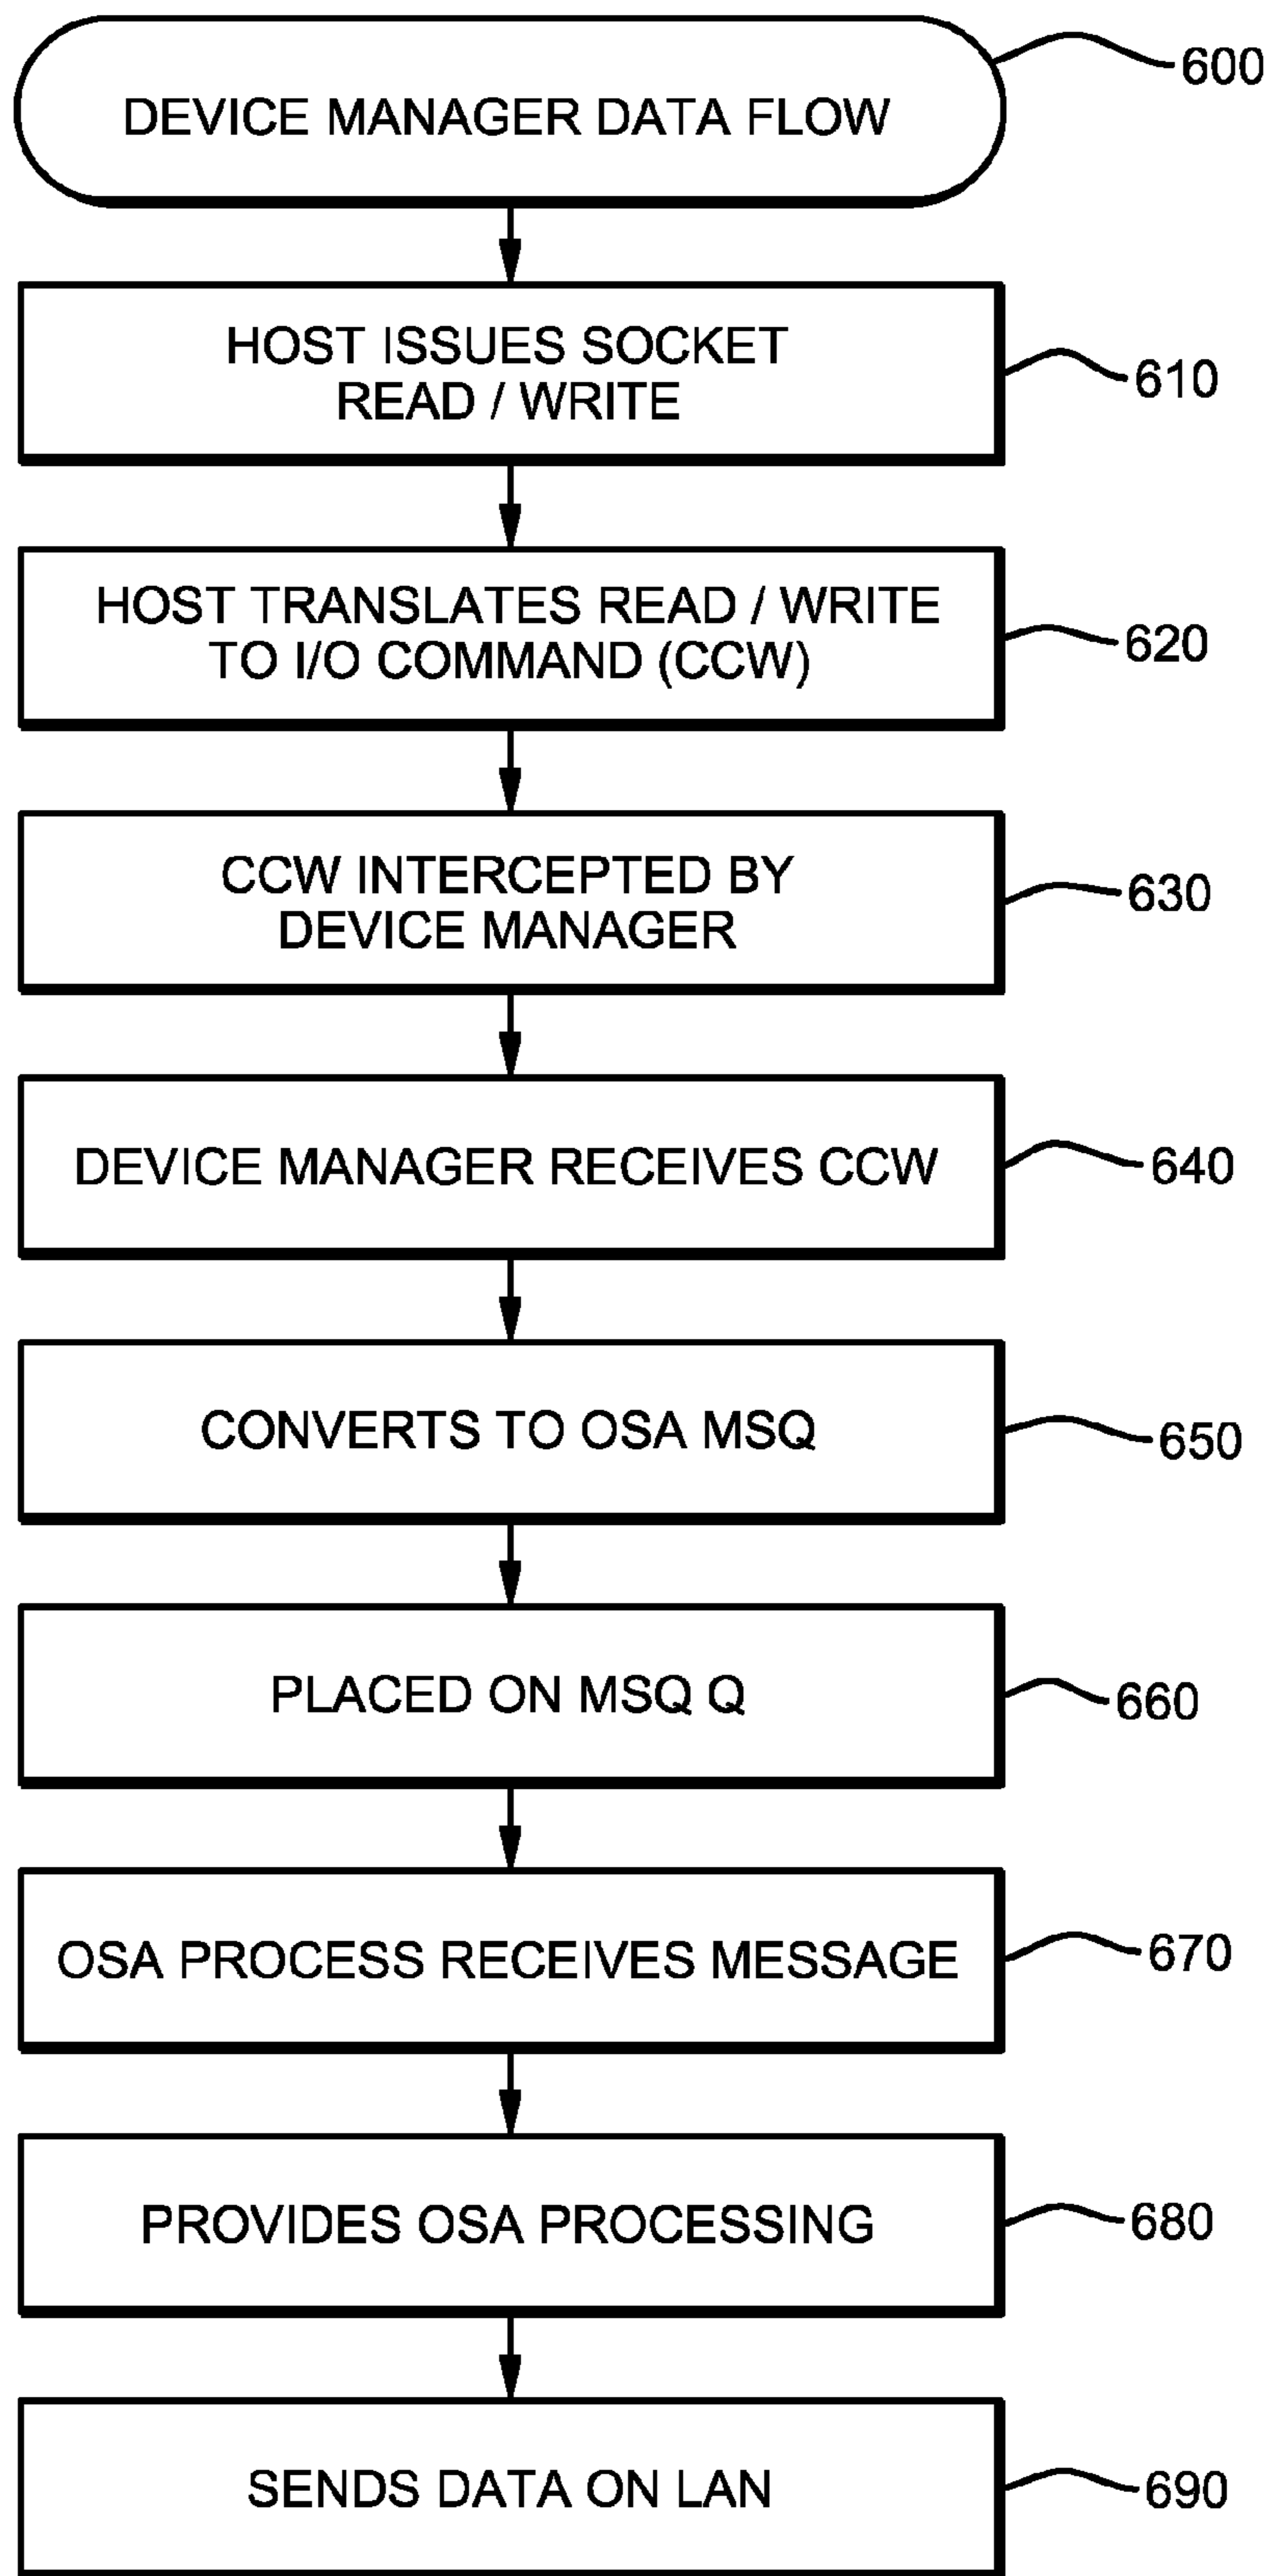 DEVICE MANAGER DATA FLOW
600
HOST ISSUES SOCKET
READ / WRITE
610
HOST TRANSLATES READ / WRITE
TO I/O COMMAND (CCW)
620
CCW INTERCEPTED BY
DEVICE MANAGER
630
DEVICE MANAGER RECEIVES CCW
640
CONVERTS TO OSA MSQ
650
PLACED ON MSQ Q
660
OSA PROCESS RECEIVES MESSAGE
670
PROVIDES OSA PROCESSING
680
SENDS DATA ON LAN
690